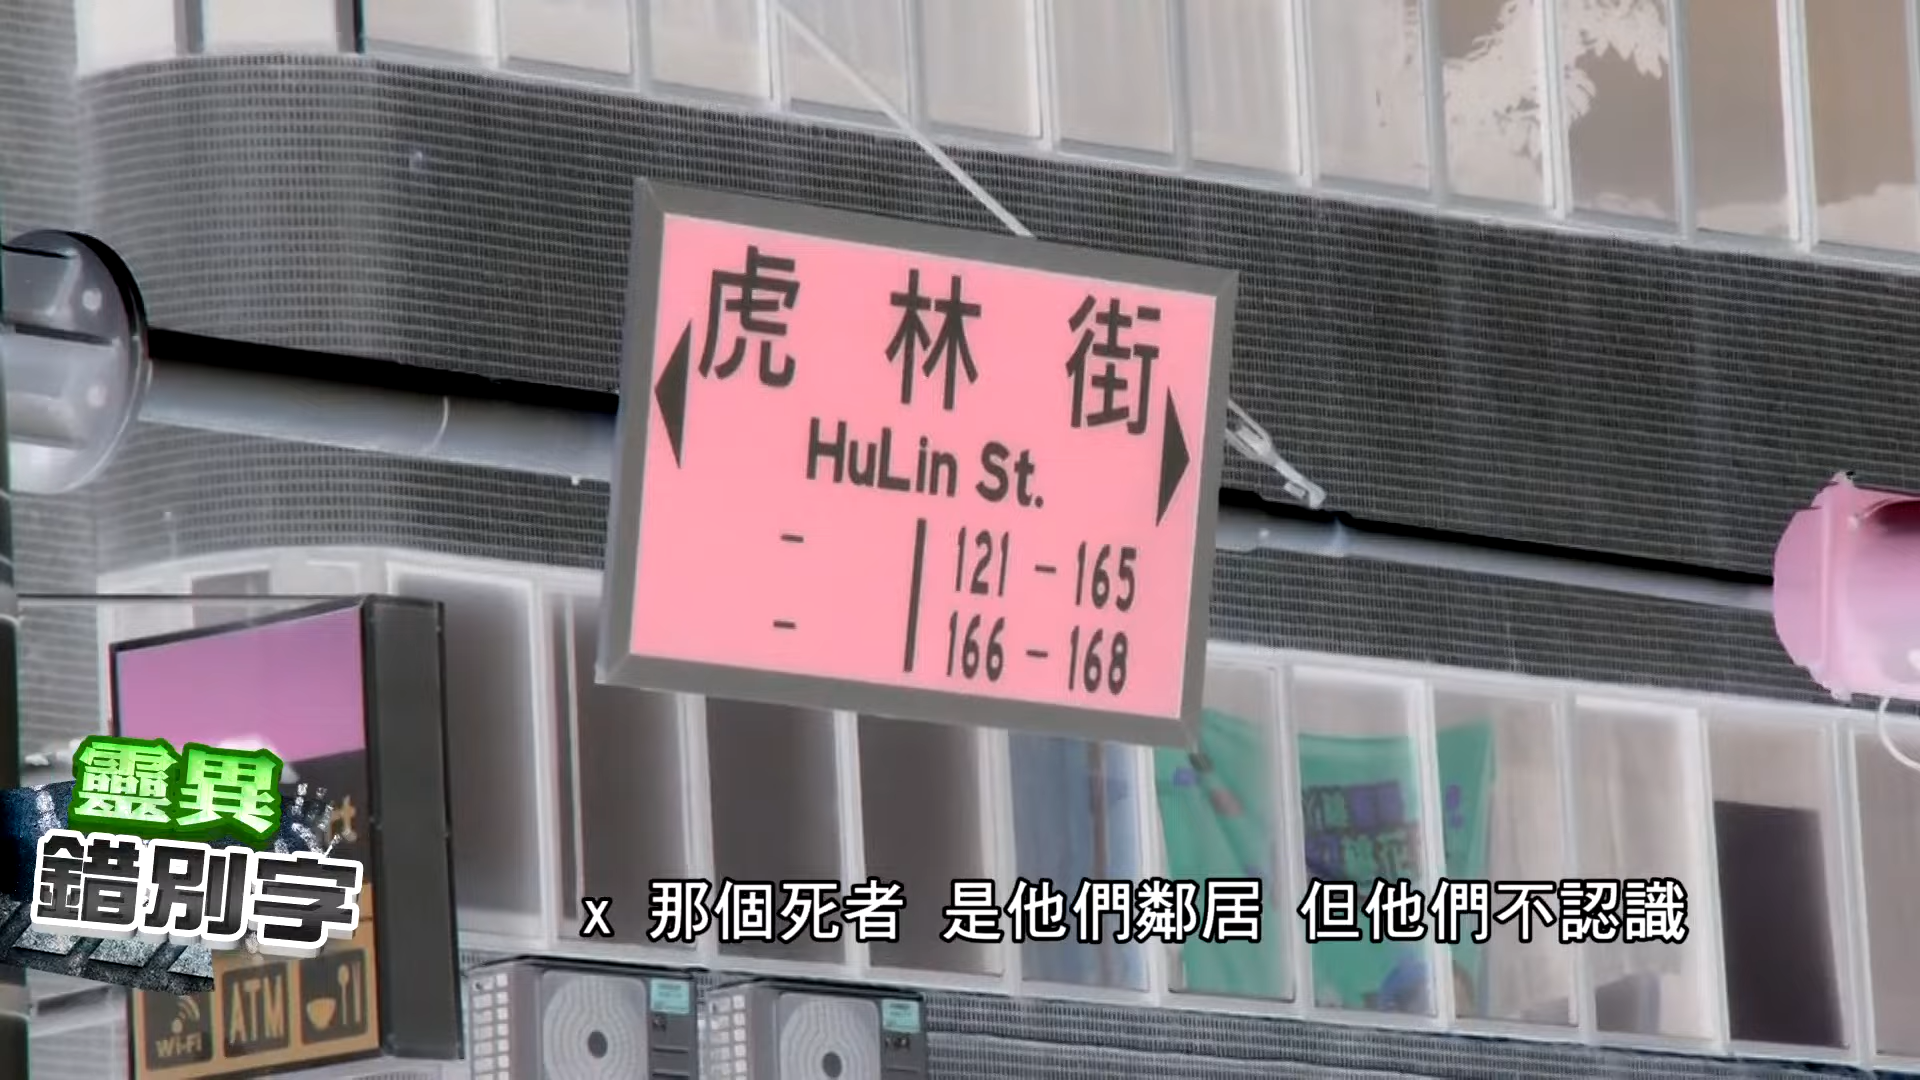 虎林街
HuLin St.
- 121 - 165
- 166 - 168
靈異
錯別字
rt
Wi-Fi
ATM
x 那個死者 是他們鄰居 但他們不認識